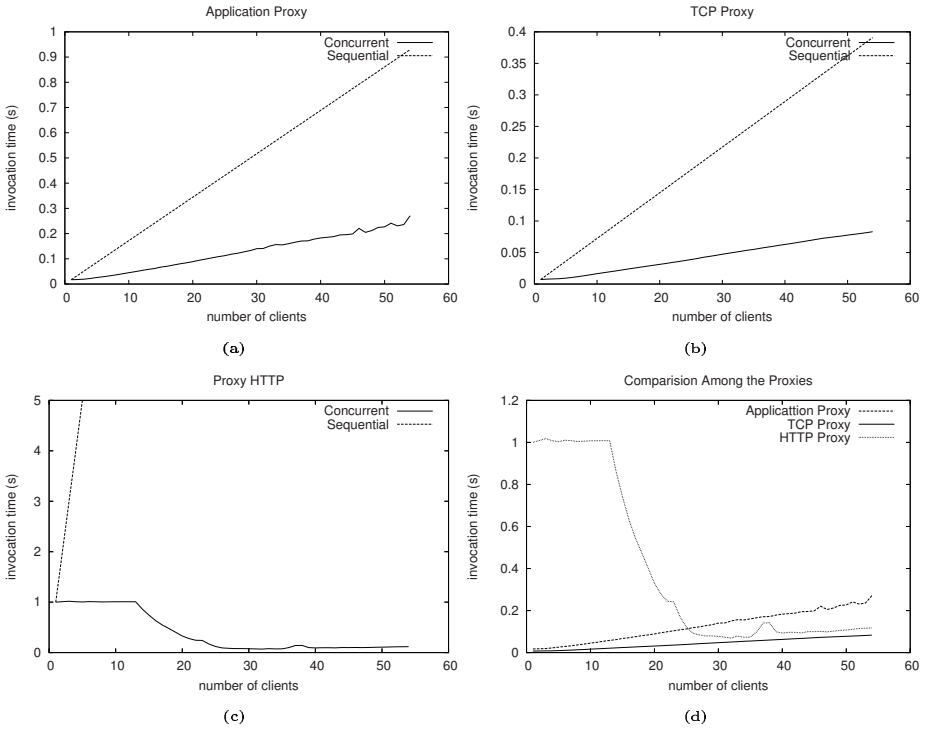 Application Proxy
1
0.9
0.8
0.7
0.6
0.5
0.4
0.3
0.2
0.1
0
invocation time (s)
Concurrent
Sequential
0 10 20 30 40 50 60
number of clients
(a)
TCP Proxy
0.4
0.35
0.3
0.25
0.2
0.15
0.1
0.05
0
invocation time (s)
Concurrent
Sequential
0 10 20 30 40 50 60
number of clients
(b)
Proxy HTTP
5
4
3
2
1
0
invocation time (s)
Concurrent
Sequential
0 10 20 30 40 50 60
number of clients
(c)
Comparision Among the Proxies
1.2
1
0.8
0.6
0.4
0.2
0
invocation time (s)
Applicattion Proxy
TCP Proxy
HTTP Proxy
0 10 20 30 40 50 60
number of clients
(d)